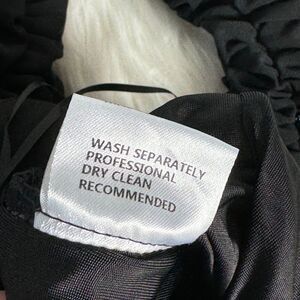 WASH SEPARATELY
PROFESSIONAL
DRY CLEAN
RECOMMENDED